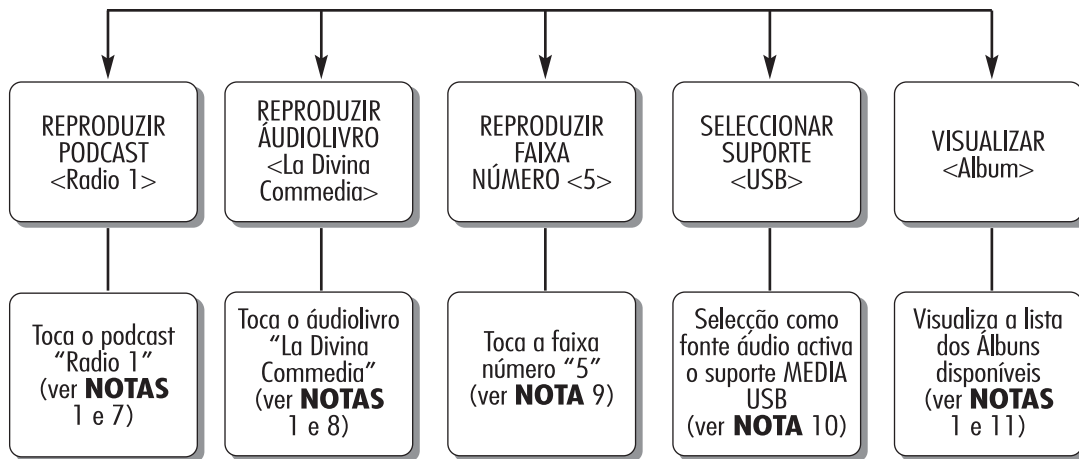 REPRODUZIR
PODCAST
<Radio 1>
REPRODUZIR
ÁUDIOLIVRO
<La Divina
Commedia>
REPRODUZIR
FAIXA
NÚMERO <5>
SELECCIONAR
SUPORTE
<USB>
VISUALIZAR
<Album>
Toca o podcast
“Radio 1”
(ver NOTAS
1 e 7)
Toca o áudiolivro
“La Divina
Commedia”
(ver NOTAS
1 e 8)
Toca a faixa
número “5”
(ver NOTA 9)
Selecção como
fonte áudio activa
o suporte MEDIA
USB
(ver NOTA 10)
Visualiza a lista
dos Álbuns
disponíveis
(ver NOTAS
1 e 11)